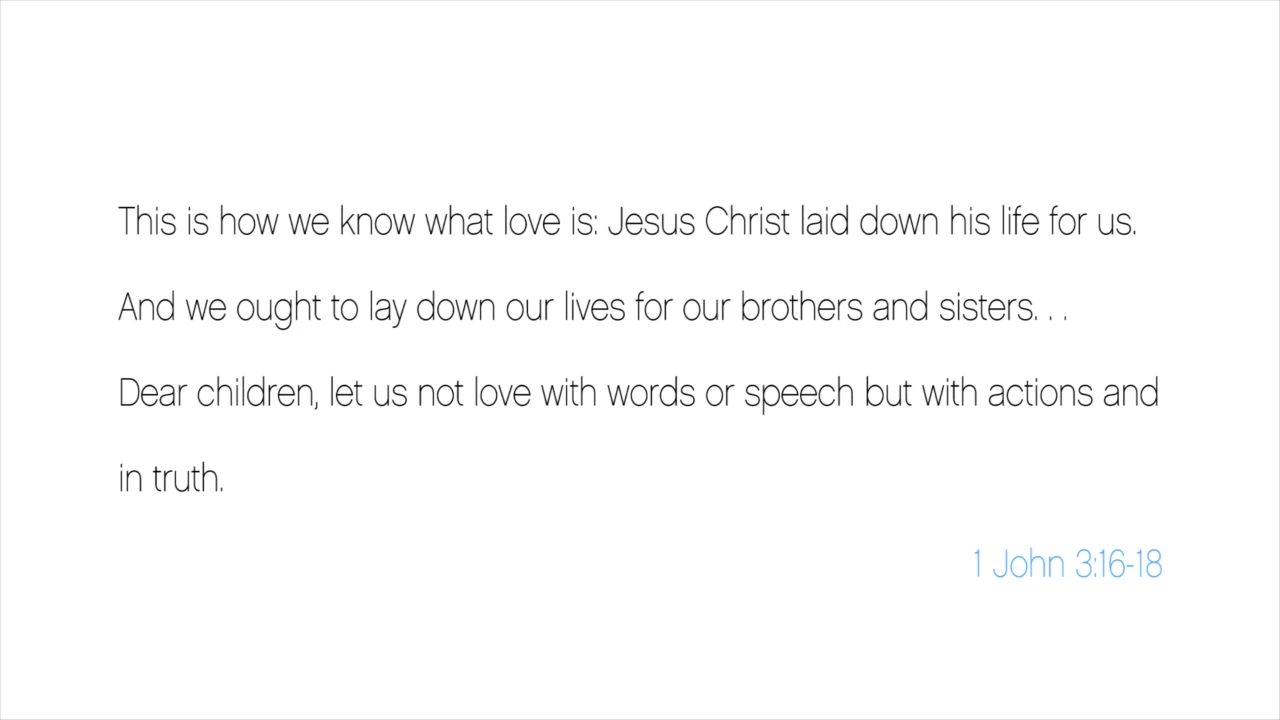 This is how we know what love is: Jesus Christ laid down his life for us.
And we ought to lay down our lives for our brothers and sisters. . .
Dear children, let us not love with words or speech but with actions and
in truth.
1 John 3:16-18